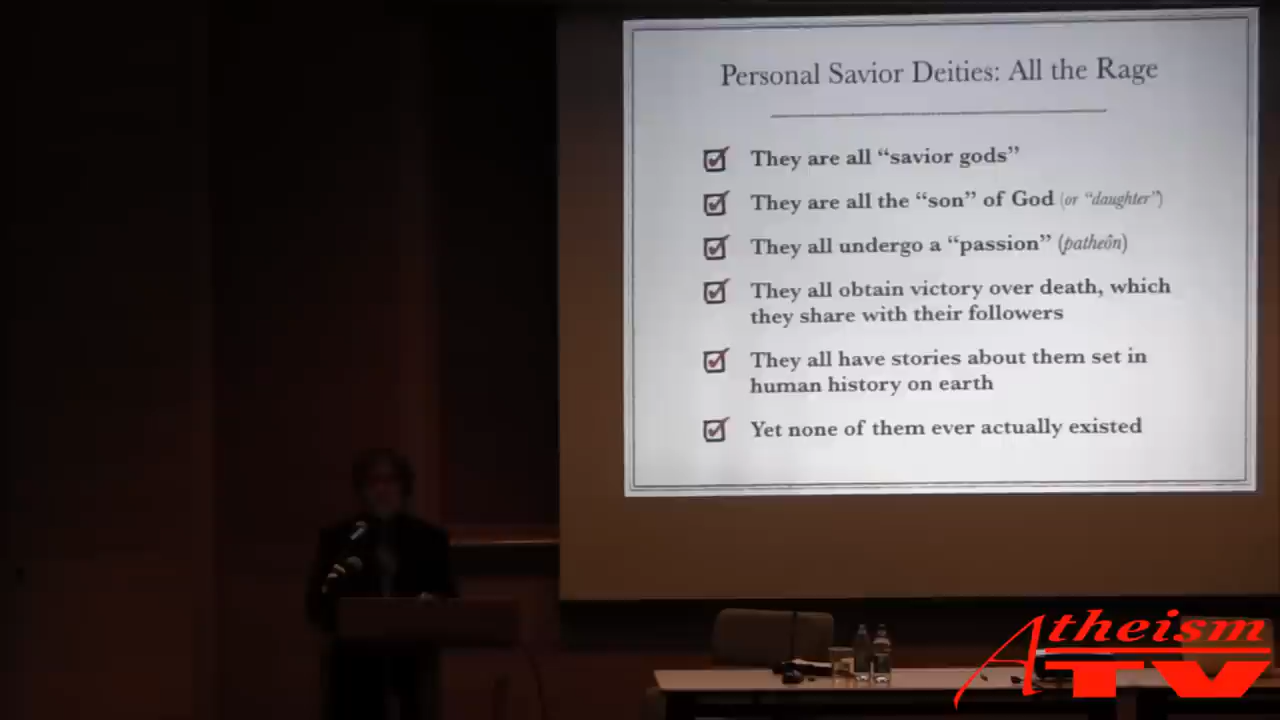 Personal Savior Deities: All the Rage
They are all “savior gods”
They are all the “son” of God (or “daughter”)
They all undergo a “passion” (patheôn)
They all obtain victory over death, which
they share with their followers
They all have stories about them set in
human history on earth
Yet none of them ever actually existed
Atheism
TV